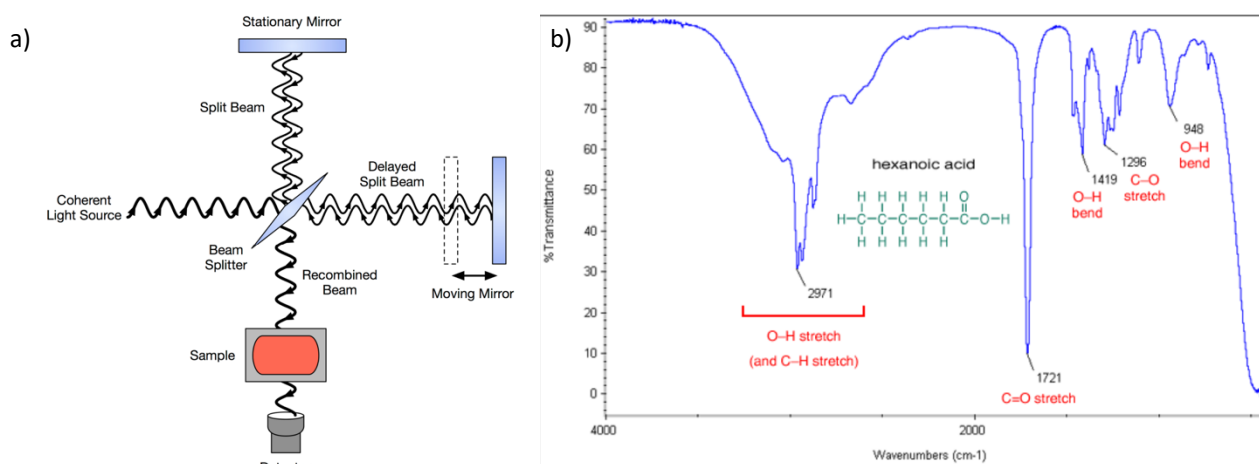 a)
Stationary Mirror
Split Beam
Delayed
Split Beam
Coherent
Light Source
Beam
Splitter
Recombined
Beam
Moving Mirror
Sample
b)
%Transmittance
90
80
70
60
50
40
30
20
10
0
4000
2000
Wavenumbers (cm-1)
hexanoic acid
H H H H H O
H-C-C-C-C-C-C-O-H
H H H H H
2971
O-H stretch
(and C-H stretch)
1721
C=O stretch
1419
O-H
bend
1296
C-O
stretch
948
O-H
bend